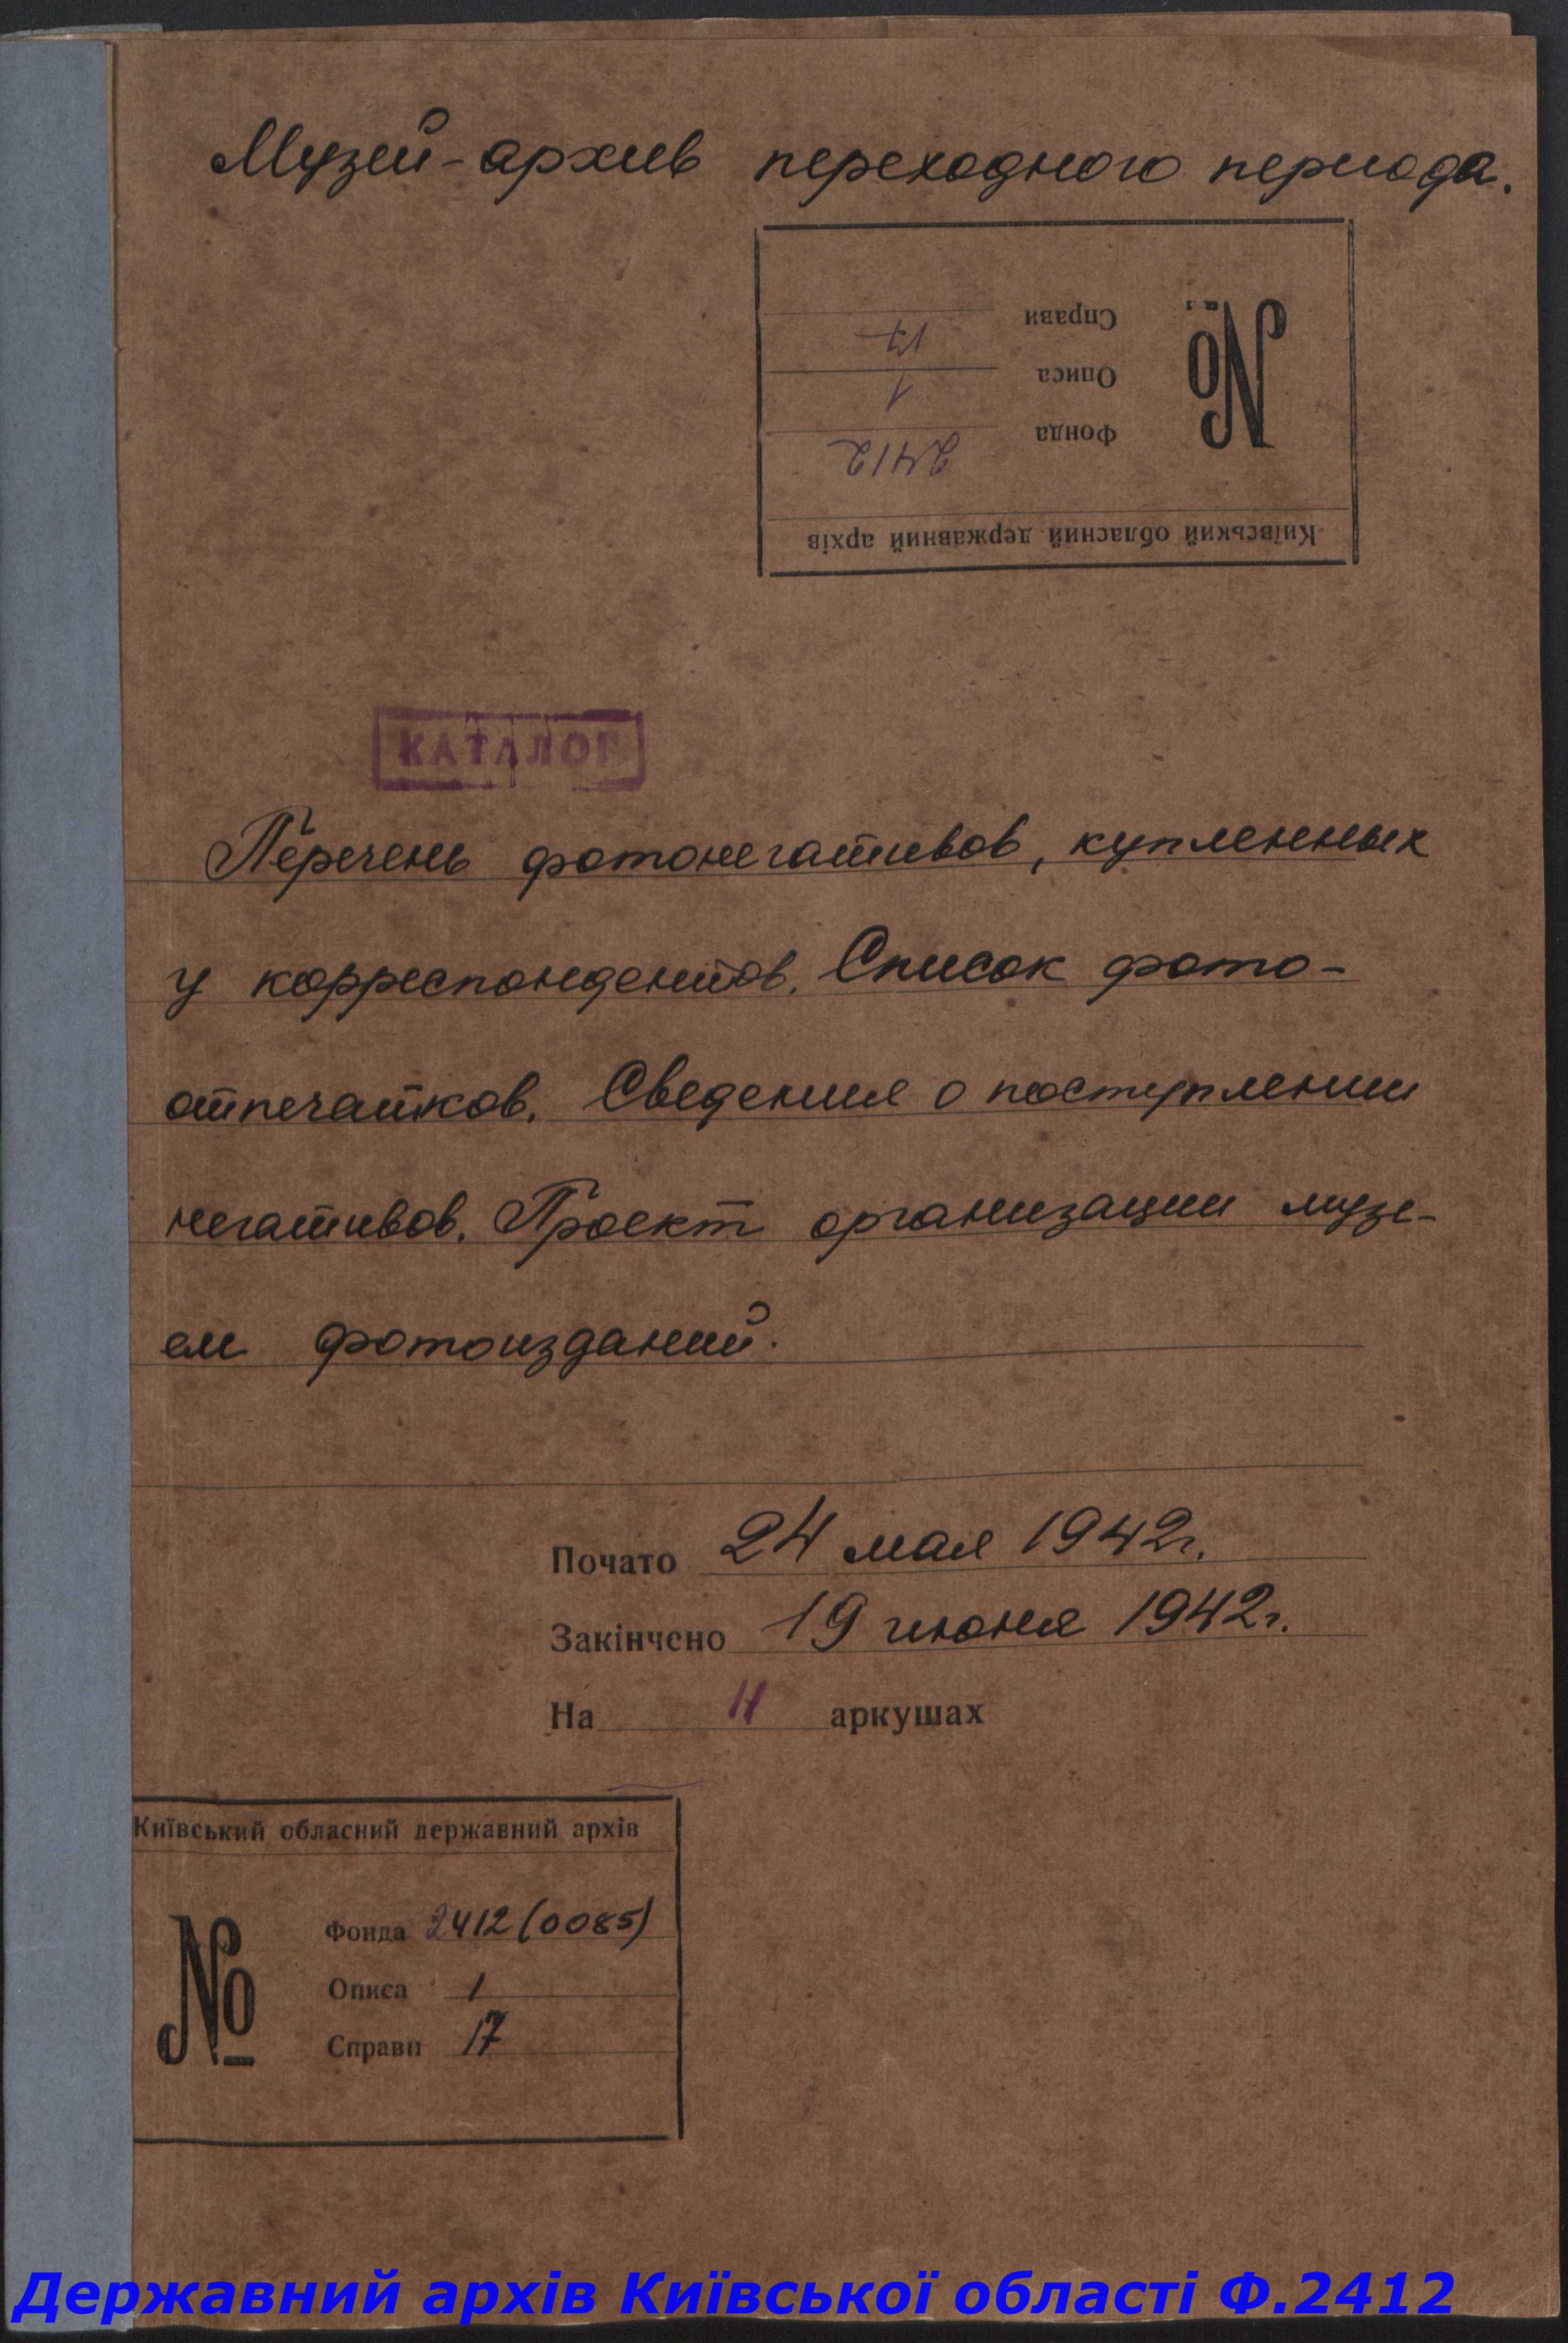 Музей-архив переходного периода.
Київський обласний державний архів
№
Фонда 2412
Описа 1
Справи 17
КАТАЛОГ
Перечень фотонегативов, купленных
у корреспондентов. Список фото-
отпечатков. Сведения о поступлении
негативов. Проект организации музе-
ем фотоизданий.
Почато 24 мая 1942г.
Закінчено 19 июня 1942г.
На 11 аркушах
Київський обласний державний архів
№
Фонда 2412 (0085)
Описа 1
Справи 17
Державний архів Київської області Ф.2412